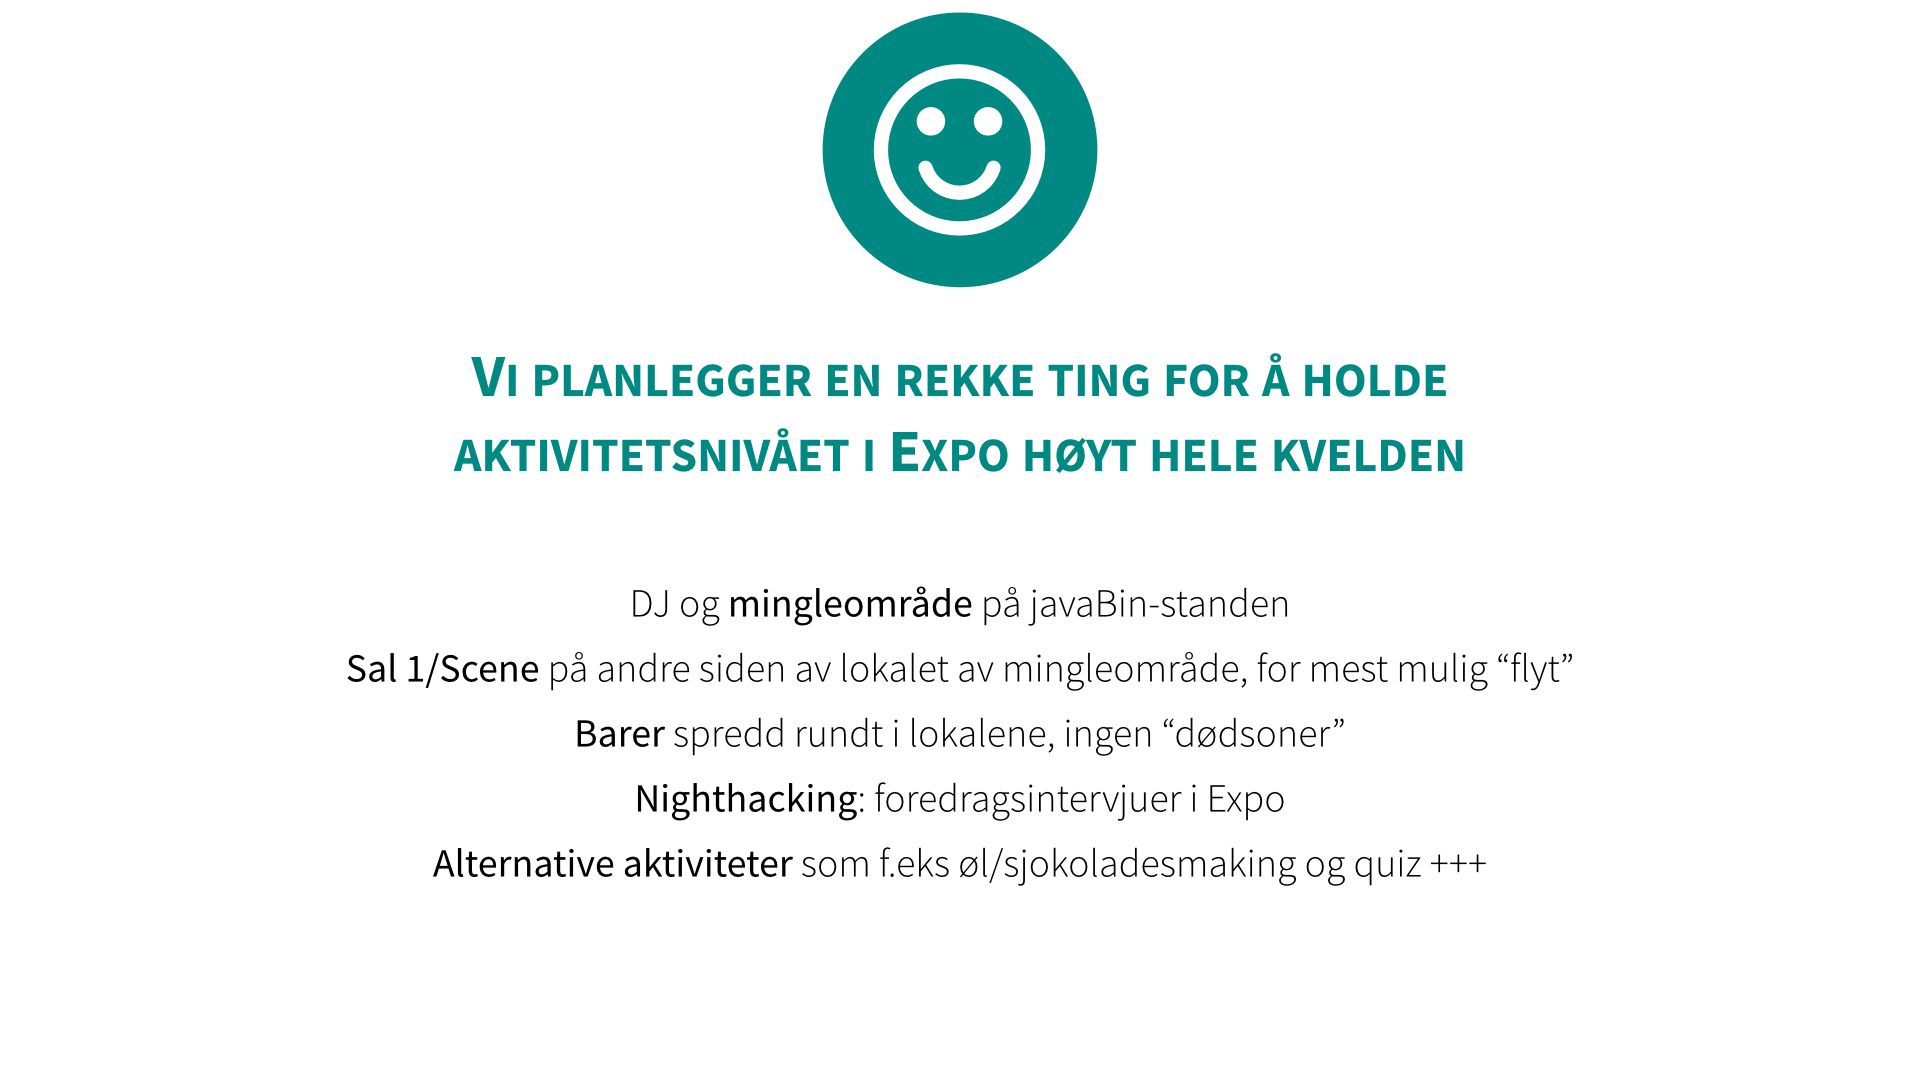 Vi planlegger en rekke ting for å holde
aktivitetsnivået i Expo høyt hele kvelden
DJ og mingleområde på javaBin-standen
Sal 1/Scene på andre siden av lokalet av mingleområde, for mest mulig “flyt”
Barer spredd rundt i lokalene, ingen “dødsoner”
Nighthacking: foredragsintervjuer i Expo
Alternative aktiviteter som f.eks øl/sjokoladesmaking og quiz +++